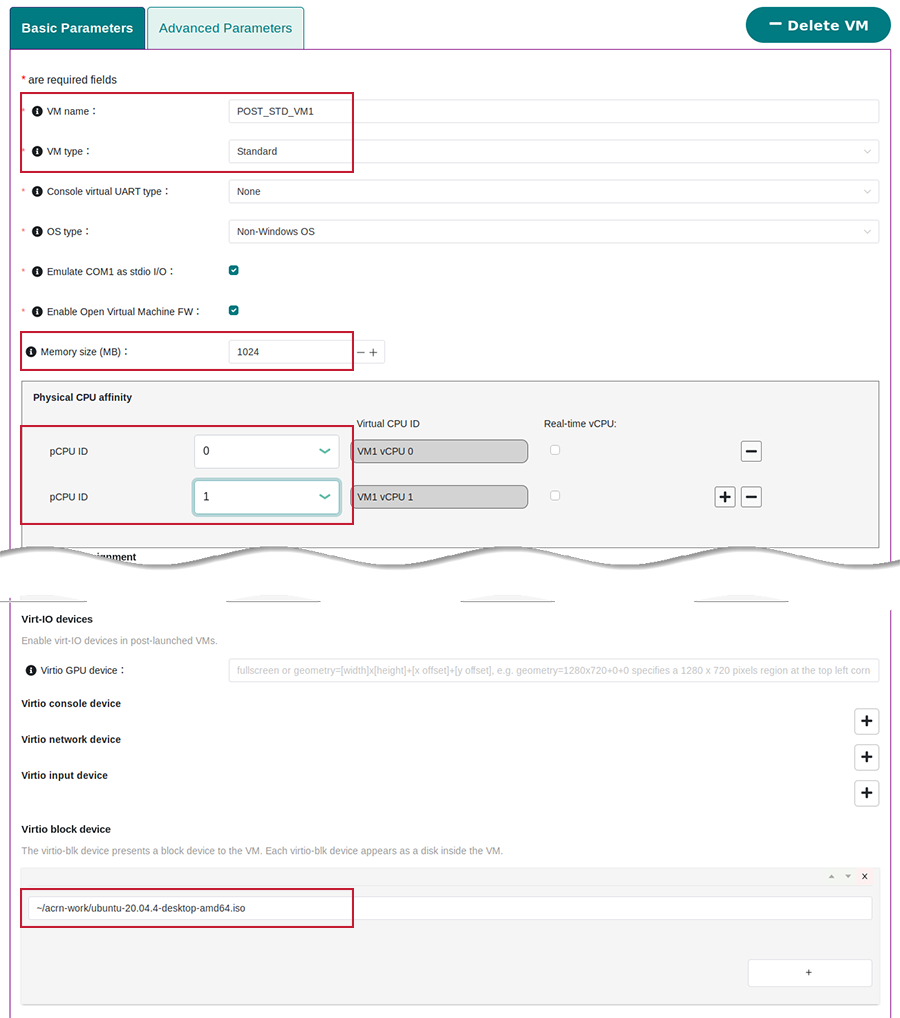 Basic Parameters Advanced Parameters Delete VM
* are required fields
* VM name：POST_STD_VM1
* VM type：Standard
* Console virtual UART type：None
* OS type：Non-Windows OS
* Emulate COM1 as stdio I/O：
* Enable Open Virtual Machine FW：
Memory size (MB)：1024 − +
Physical CPU affinity
Virtual CPU ID Real-time vCPU:
pCPU ID 0 VM1 vCPU 0 −
pCPU ID 1 VM1 vCPU 1 + −
Virt-IO devices
Enable virt-IO devices in post-launched VMs.
Virtio GPU device：fullscreen or geometry=[width]x[height]+[x offset]+[y offset], e.g. geometry=1280x720+0+0 specifies a 1280 x 720 pixels region at the top left corn
Virtio console device
+
Virtio network device
+
Virtio input device
+
Virtio block device
The virtio-blk device presents a block device to the VM. Each virtio-blk device appears as a disk inside the VM.
x
~/acrn-work/ubuntu-20.04.4-desktop-amd64.iso
+